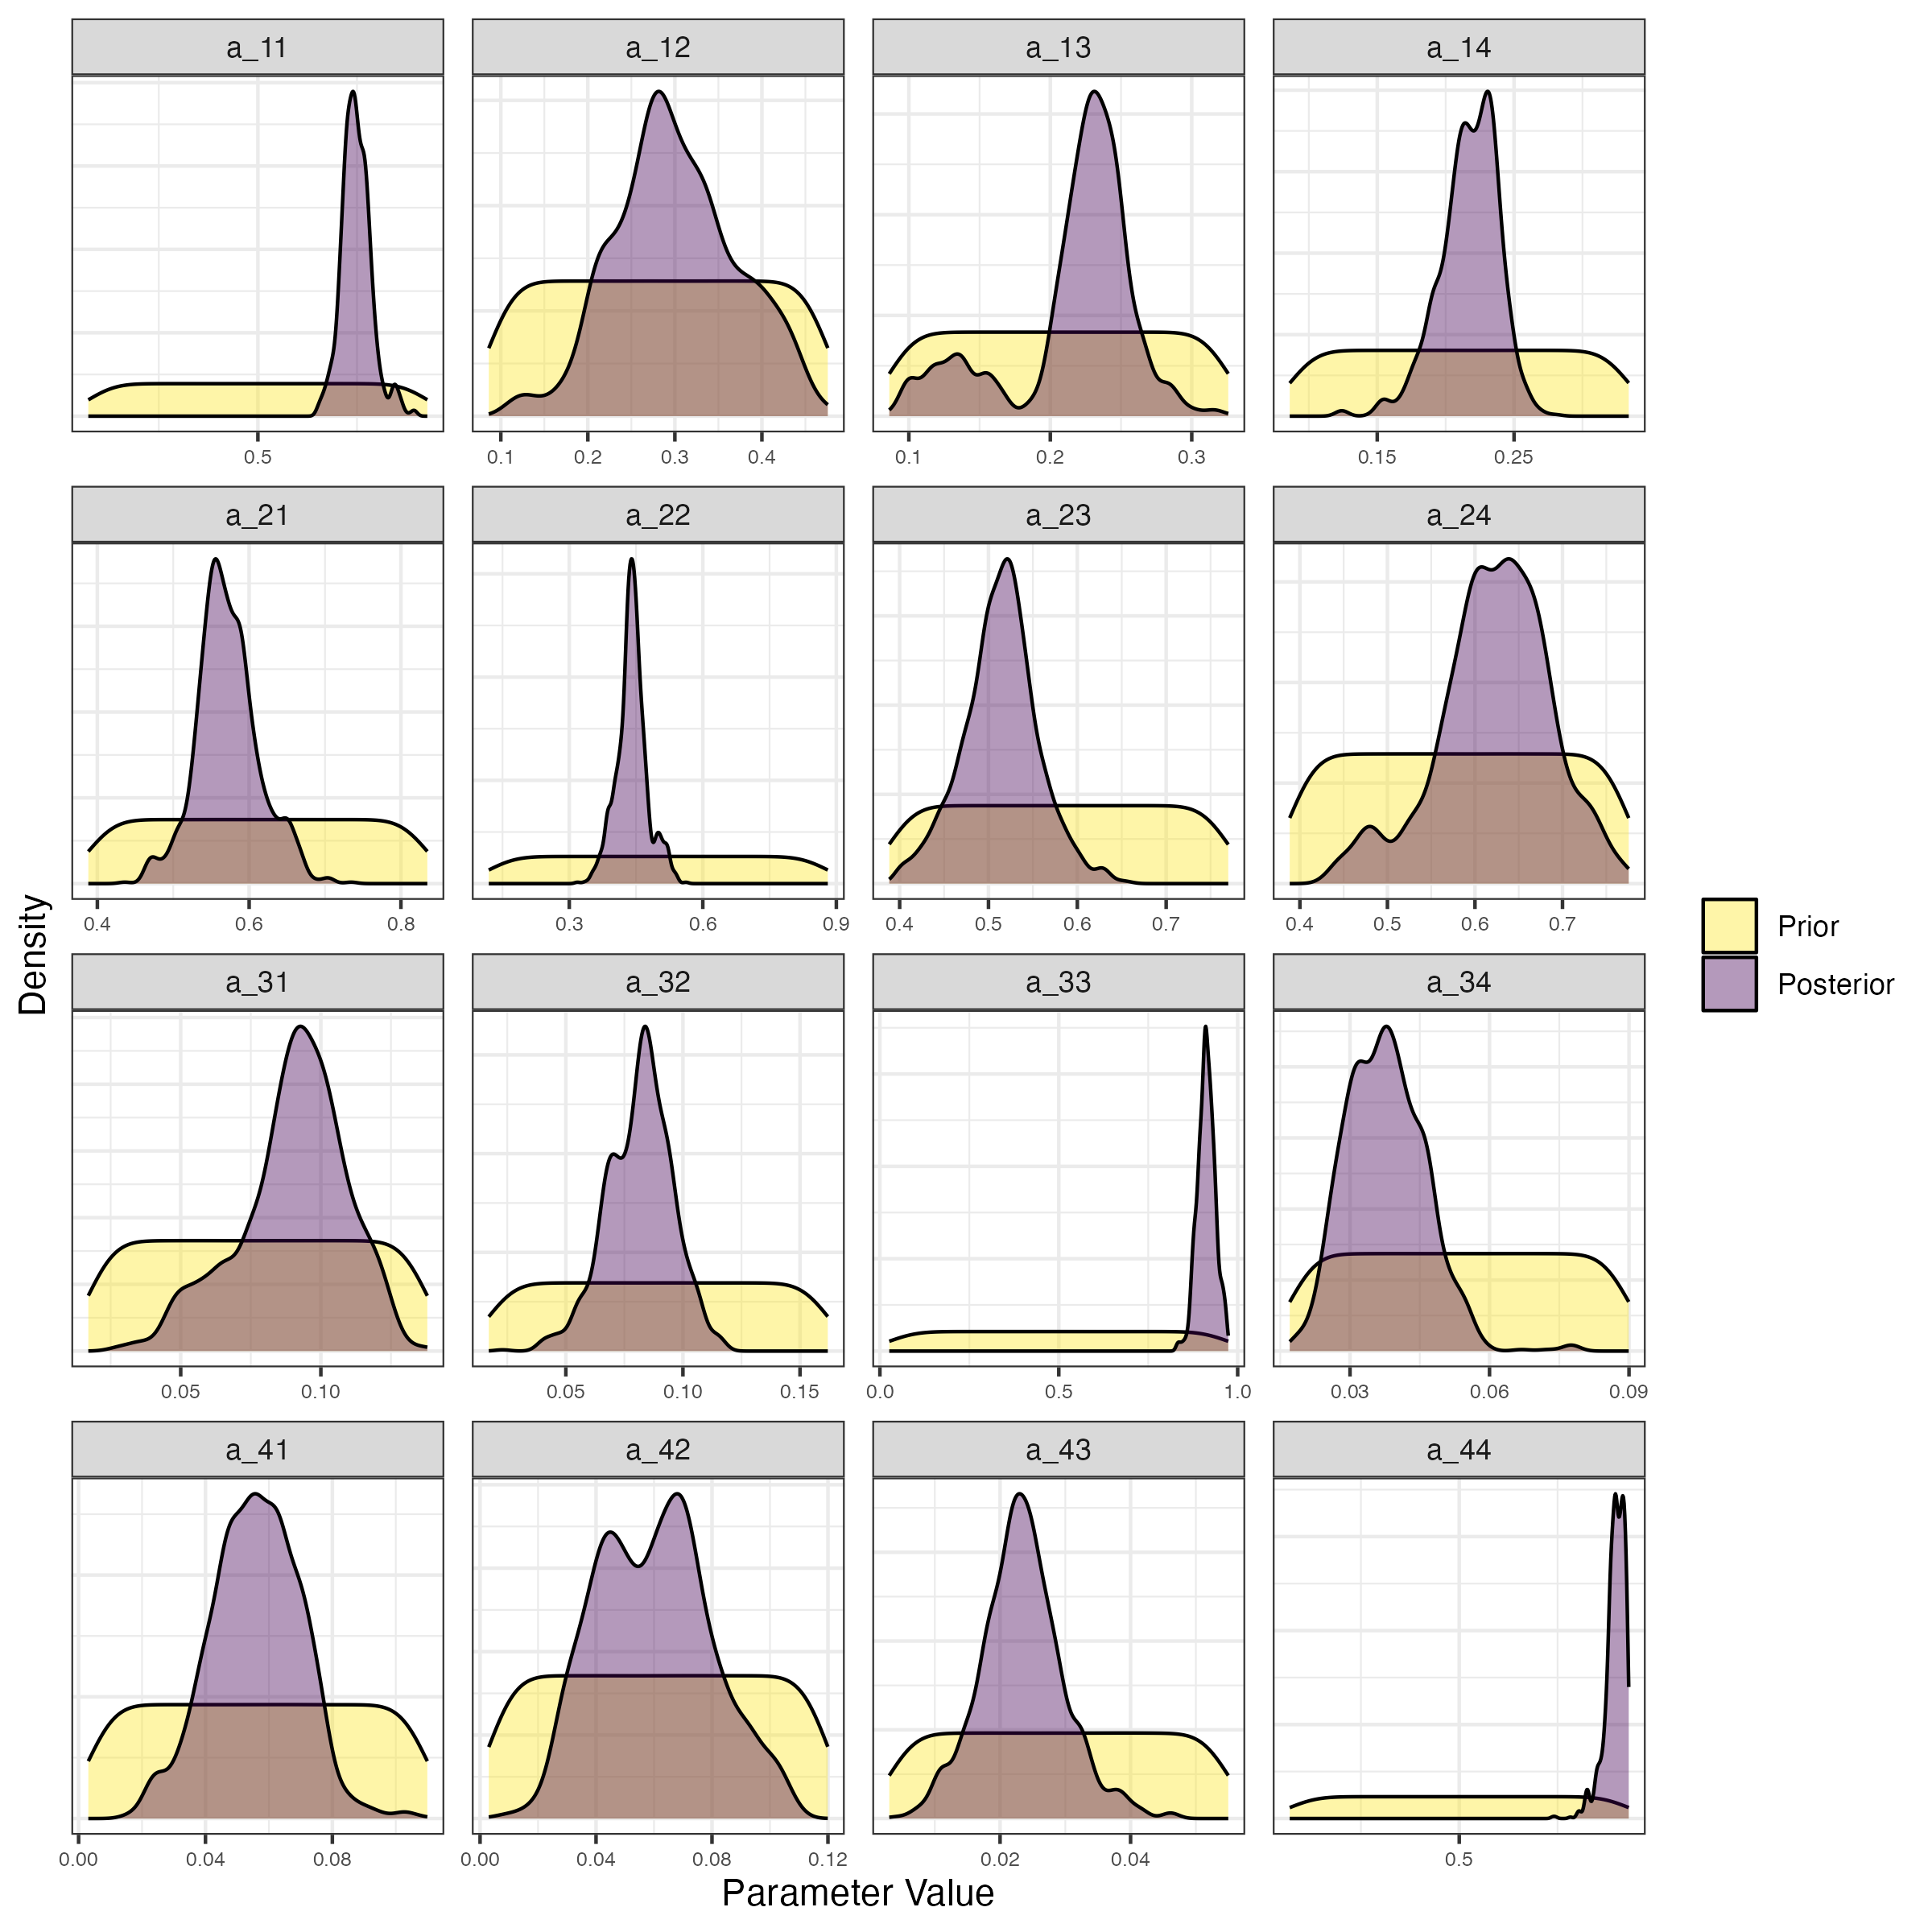 a_11 a_12 a_13 a_14
0.5 0.1 0.2 0.3 0.4 0.1 0.2 0.3 0.15 0.25
a_21 a_22 a_23 a_24
0.4 0.6 0.8 0.3 0.6 0.9 0.4 0.5 0.6 0.7 0.4 0.5 0.6 0.7
Density
Prior
Posterior
a_31 a_32 a_33 a_34
0.05 0.10 0.05 0.10 0.15 0.0 0.5 1.0 0.03 0.06 0.09
a_41 a_42 a_43 a_44
0.00 0.04 0.08 0.00 0.04 0.08 0.12 0.02 0.04 0.5
Parameter Value